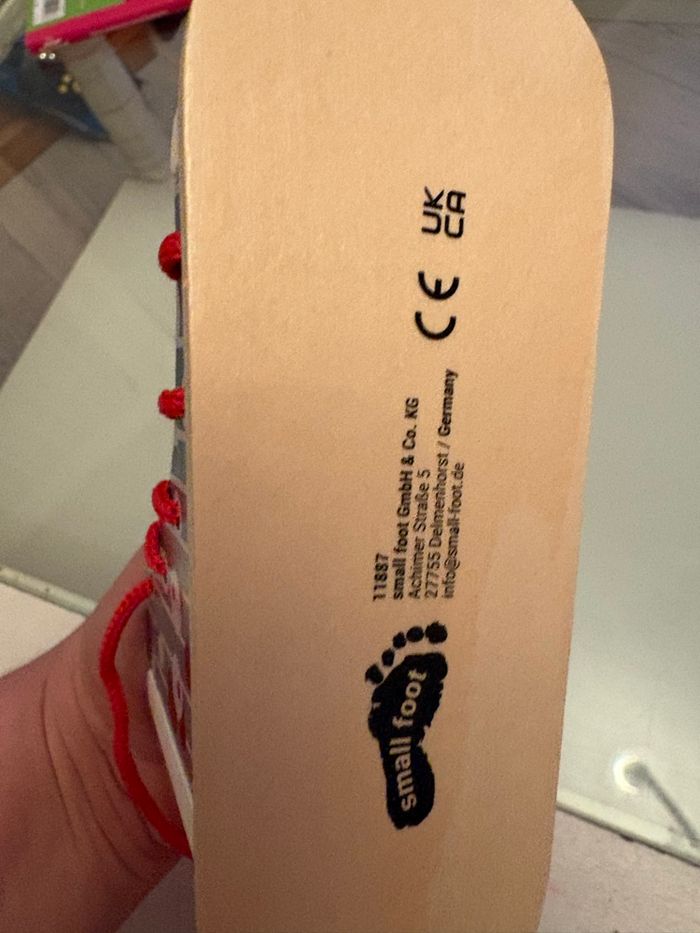 small foot
11887
small foot GmbH & Co. KG
Achimer Straße 5
27755 Delmenhorst / Germany
info@small-foot.de
CE
UK
CA